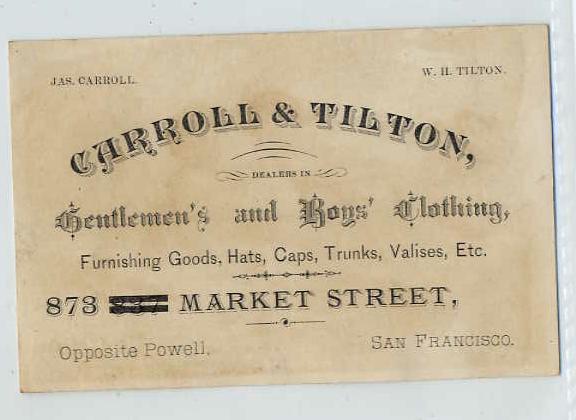 JAS. CARROLL.
W. H. TILTON.
CARROLL & TILTON,
DEALERS IN
Gentlemen's and Boys' Clothing,
Furnishing Goods, Hats, Caps, Trunks, Valises, Etc.
873 MARKET STREET,
Opposite Powell.
SAN FRANCISCO.